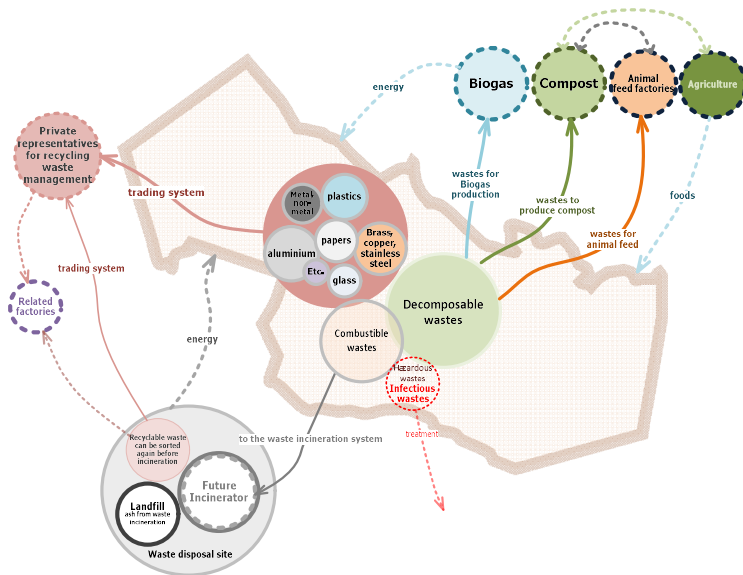 energy
Biogas
Compost
Animal
feed factories
Agriculture
Private
representatives
for recycling
waste
management
trading system
Metal
non-
metal
plastics
papers
aluminium
Brass,
copper,
stainless
steel
Etc.
glass
wastes for
Biogas
production
wastes to
produce compost
wastes for
animal feed
foods
trading system
Related
factories
energy
Decomposable
wastes
Combustible
wastes
Hazardous
wastes
Infectious
wastes
treatment
to the waste incineration system
Recyclable waste
can be sorted
again before
incineration
Future
Incinerator
Landfill
ash from waste
incineration
Waste disposal site